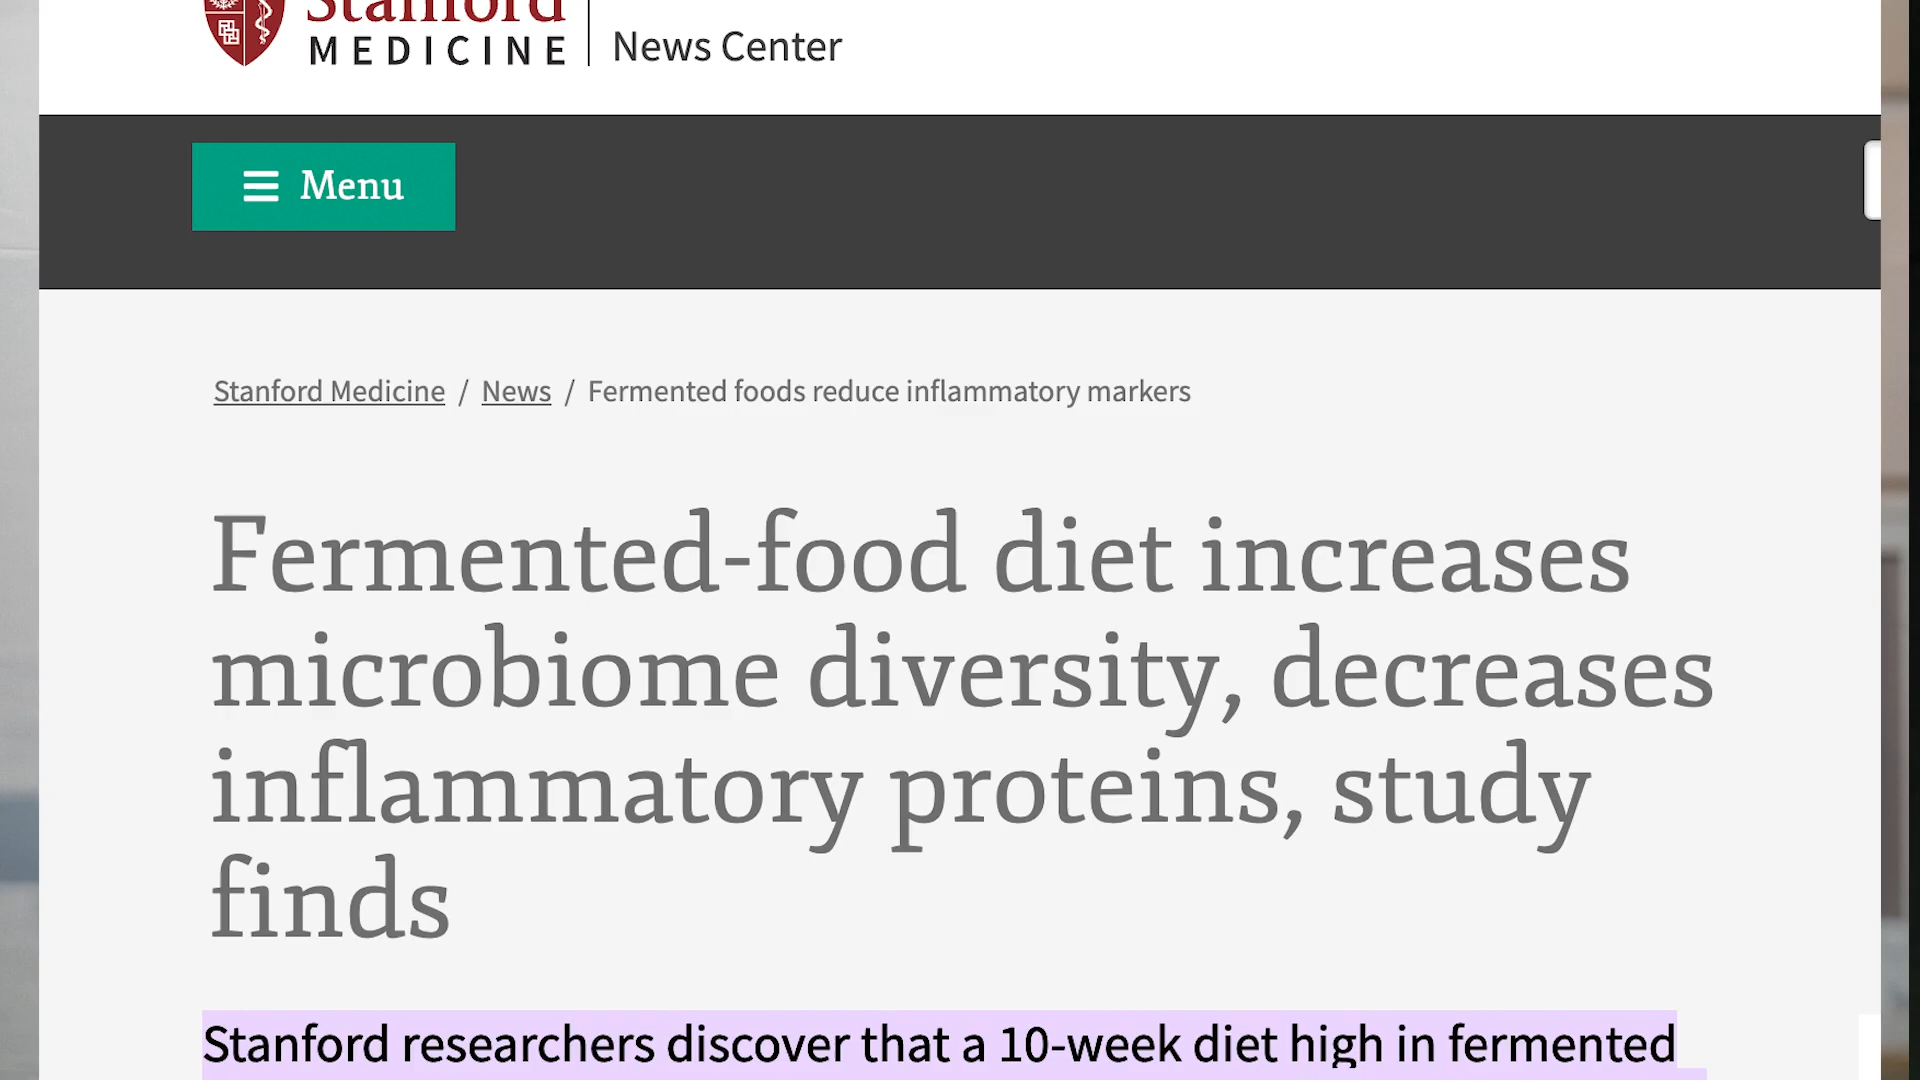 Stanford
MEDICINE
News Center
Menu
Stanford Medicine / News / Fermented foods reduce inflammatory markers
Fermented-food diet increases
microbiome diversity, decreases
inflammatory proteins, study
finds
Stanford researchers discover that a 10-week diet high in fermented